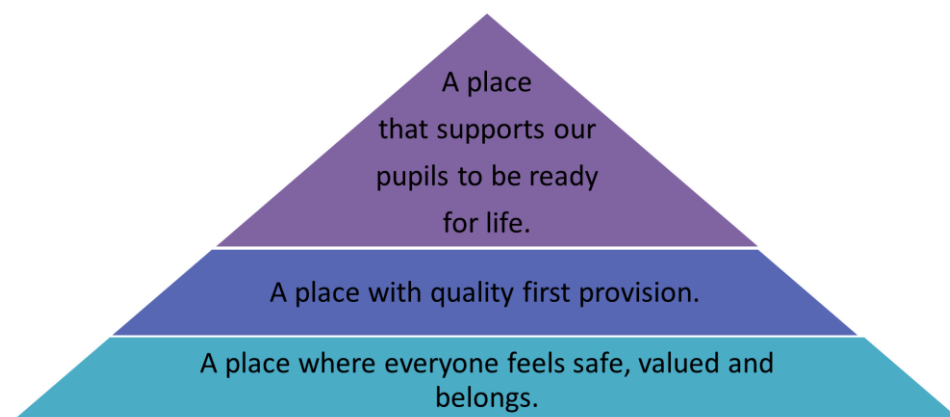 A place
that supports our
pupils to be ready
for life.
A place with quality first provision.
A place where everyone feels safe, valued and
belongs.